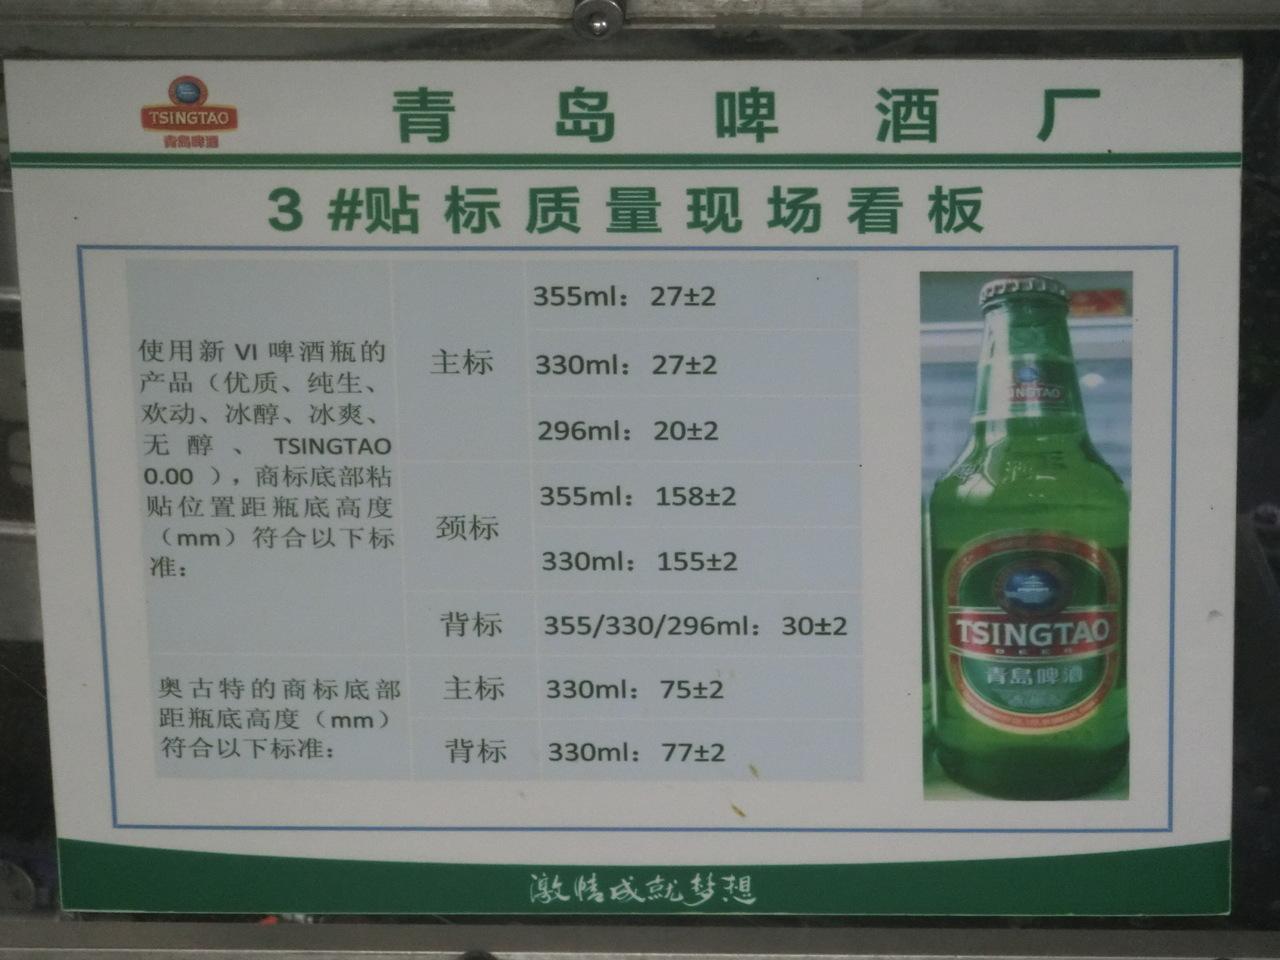 TSINGTAO
青岛啤酒
青岛啤酒厂
3#贴标质量现场看板
使用新 VI 啤酒瓶的
产品（优质、纯生、
欢动、冰醇、冰爽、
无醇、TSINGTAO
0.00 ），商标底部粘
贴位置距瓶底高度
（mm）符合以下标
准：
主标
355ml：27±2
330ml：27±2
296ml：20±2
颈标
355ml：158±2
330ml：155±2
背标
355/330/296ml：30±2
奥古特的商标底部
距瓶底高度（mm）
符合以下标准：
主标
330ml：75±2
背标
330ml：77±2
TSINGTAO
BEER
青島啤酒
激情成就梦想